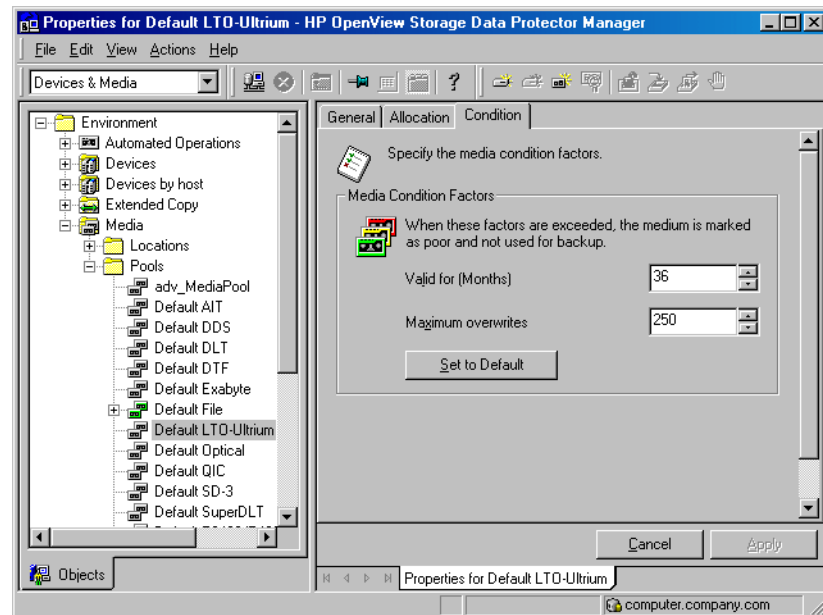 Properties for Default LTO-Ultrium - HP OpenView Storage Data Protector Manager
File Edit View Actions Help
Devices & Media
Environment
Automated Operations
Devices
Devices by host
Extended Copy
Media
Locations
Pools
adv_MediaPool
Default AIT
Default DDS
Default DLT
Default DTF
Default Exabyte
Default File
Default LTO-Ultrium
Default Optical
Default QIC
Default SD-3
Default SuperDLT
Objects
General Allocation Condition
Specify the media condition factors.
Media Condition Factors
When these factors are exceeded, the medium is marked
as poor and not used for backup.
Valid for (Months) 36
Maximum overwrites 250
Set to Default
Cancel Apply
Properties for Default LTO-Ultrium
computer.company.com